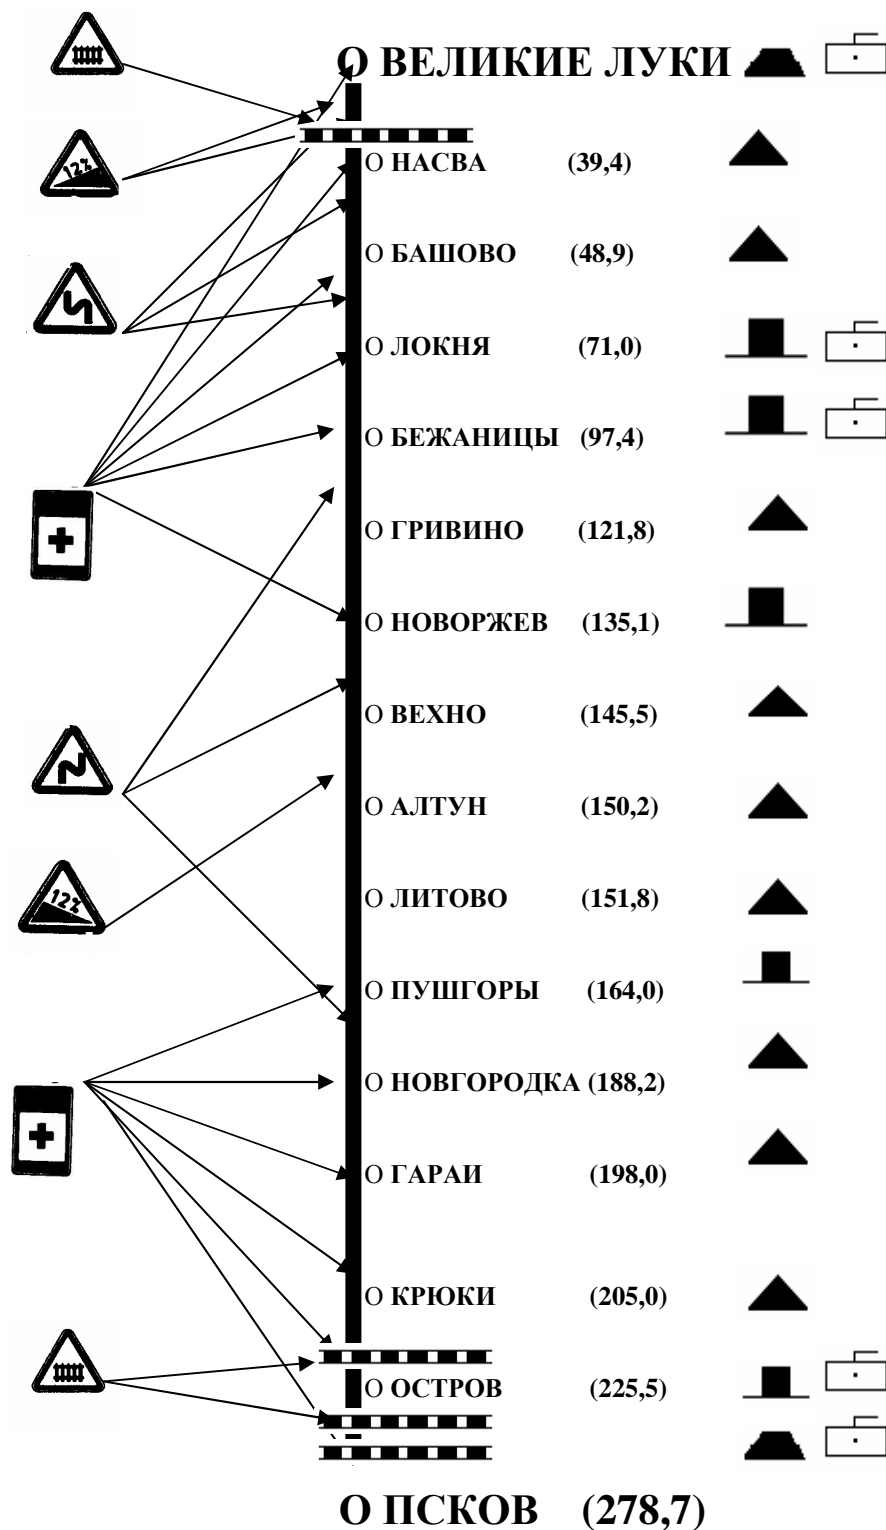 О ВЕЛИКИЕ ЛУКИ
12%
О НАСВА (39,4)
О БАШОВО (48,9)
О ЛОКНЯ (71,0)
О БЕЖАНИЦЫ (97,4)
О ГРИВИНО (121,8)
О НОВОРЖЕВ (135,1)
О ВЕХНО (145,5)
О АЛТУН (150,2)
12%
О ЛИТОВО (151,8)
О ПУШГОРЫ (164,0)
О НОВГОРОДКА (188,2)
О ГАРАИ (198,0)
О КРЮКИ (205,0)
О ОСТРОВ (225,5)
О ПСКОВ (278,7)